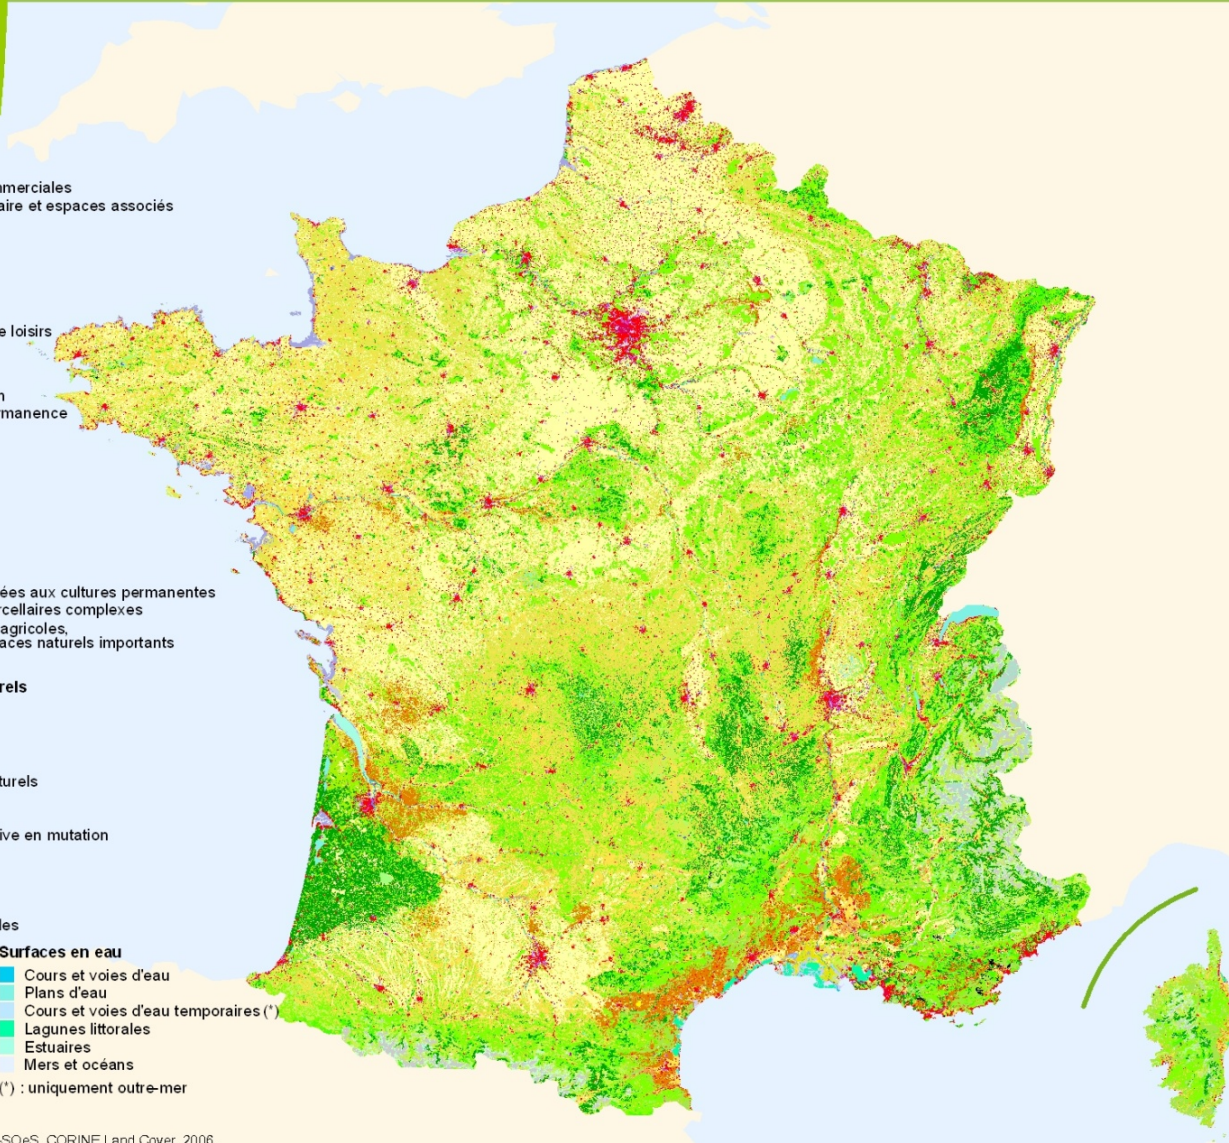 merciales
aire et espaces associés
e loisirs
n
manence
ées aux cultures permanentes
rcellaires complexes
agricoles,
aces naturels importants
rels
turels
ive en mutation
les
Surfaces en eau
Cours et voies d'eau
Plans d'eau
Cours et voies d'eau temporaires (*)
Lagunes littorales
Estuaires
Mers et océans
(*) : uniquement outre-mer
SOeS, CORINE Land Cover, 2006